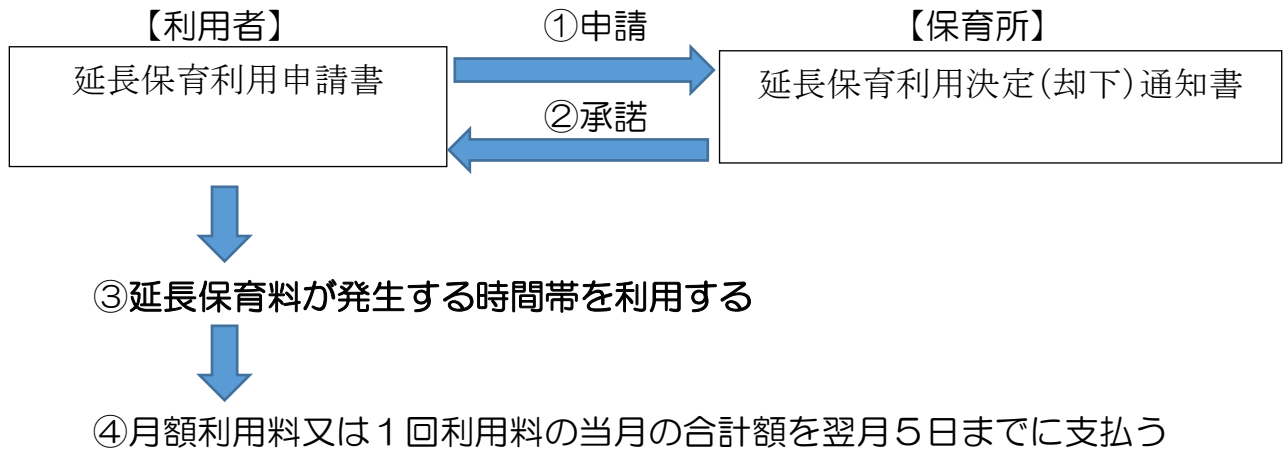 【利用者】
①申請
【保育所】
延長保育利用申請書
延長保育利用決定(却下)通知書
②承諾
③延長保育料が発生する時間帯を利用する
④月額利用料又は１回利用料の当月の合計額を翌月５日までに支払う